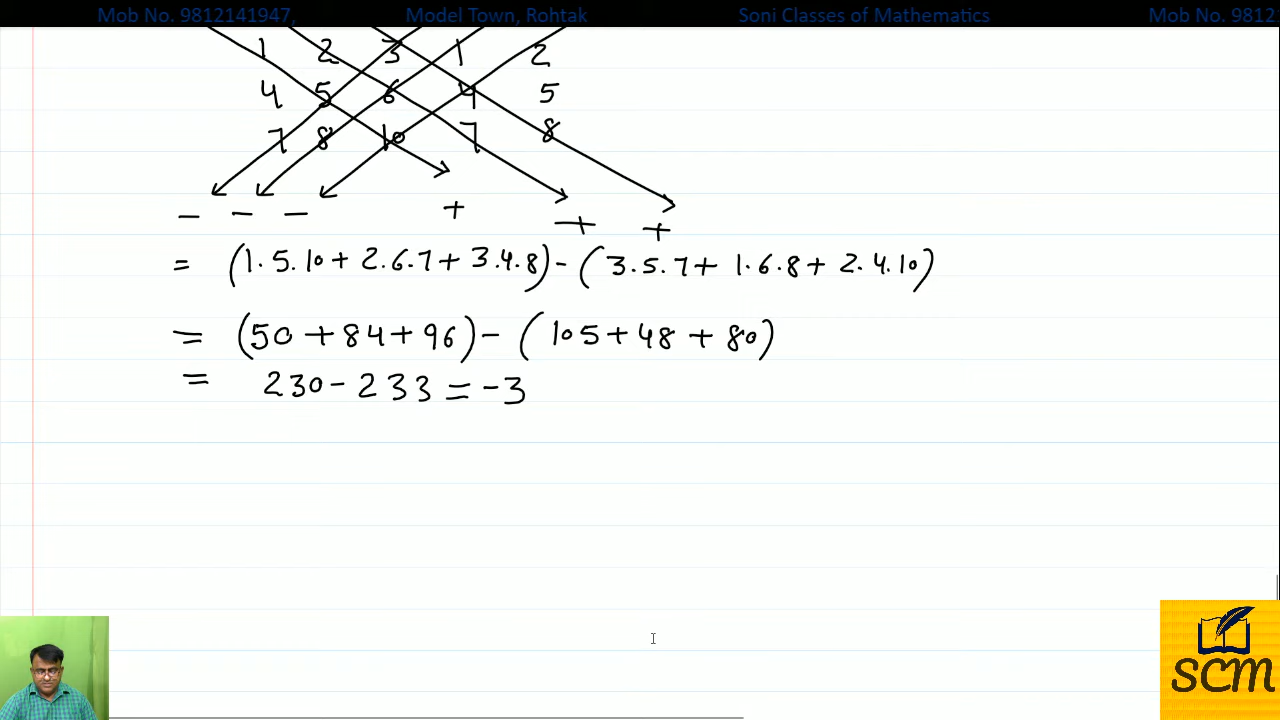 Mob No. 9812141947, Model Town, Rohtak Soni Classes of Mathematics Mob No. 9812
1 2 3 1 2
4 5 6 4 5
7 8 10 7 8
- - - + + +
= (1.5.10+ 2.6.7+ 3.4.8) - (3.5.7+ 1.6.8+ 2.4.10)
= (50 + 84 + 96) - (105 + 48 + 80)
= 230 - 233 = -3
SCM